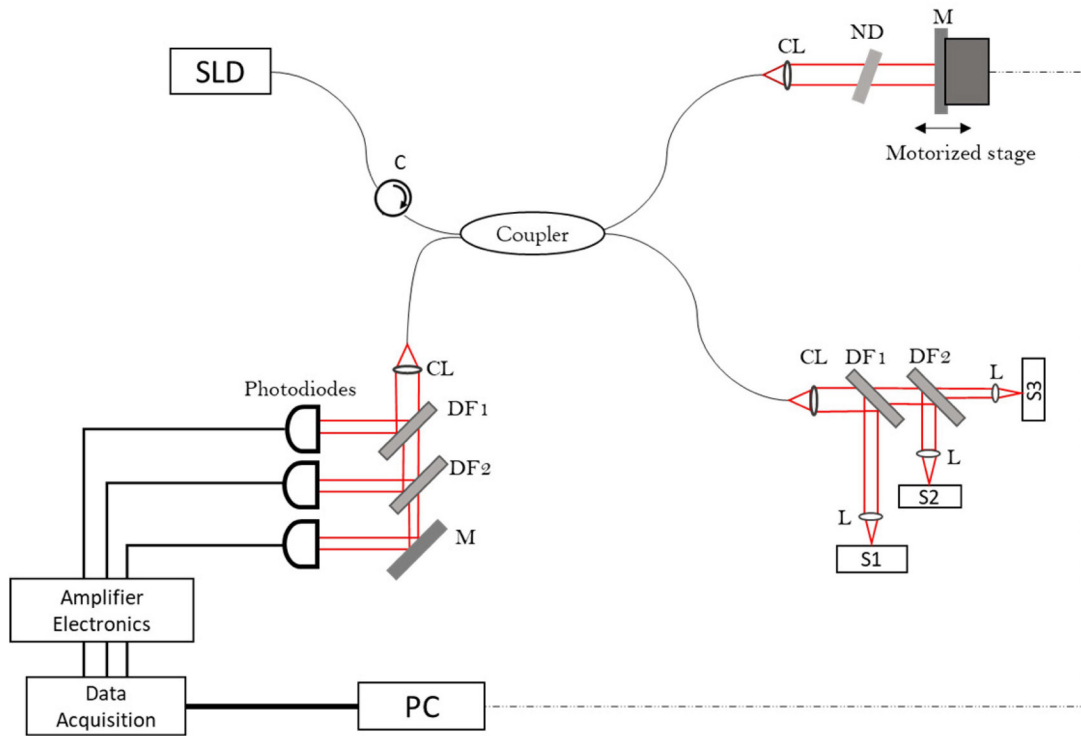 SLD
C
Coupler
CL
ND
M
Motorized stage
CL
DF1
DF2
L
S3
L
S2
L
S1
CL
Photodiodes
DF1
DF2
M
Amplifier
Electronics
Data
Acquisition
PC